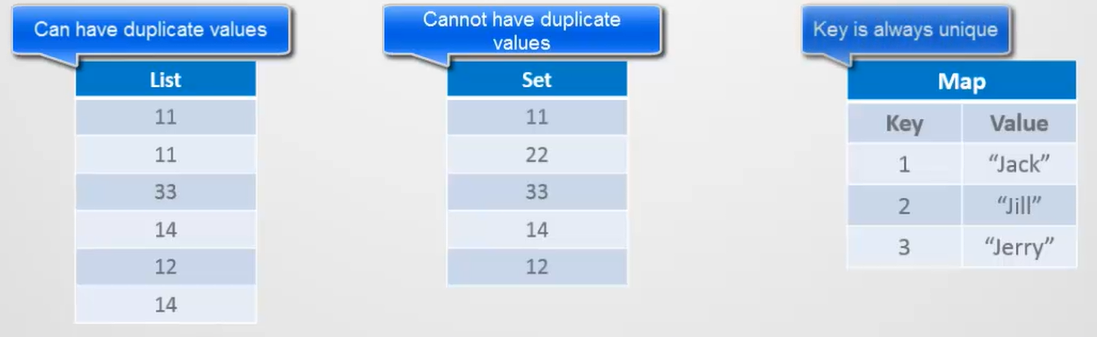 Can have duplicate values
List
11
11
33
14
12
14
Cannot have duplicate
values
Set
11
22
33
14
12
Key is always unique
Map
Key Value
1 “Jack”
2 “Jill”
3 “Jerry”